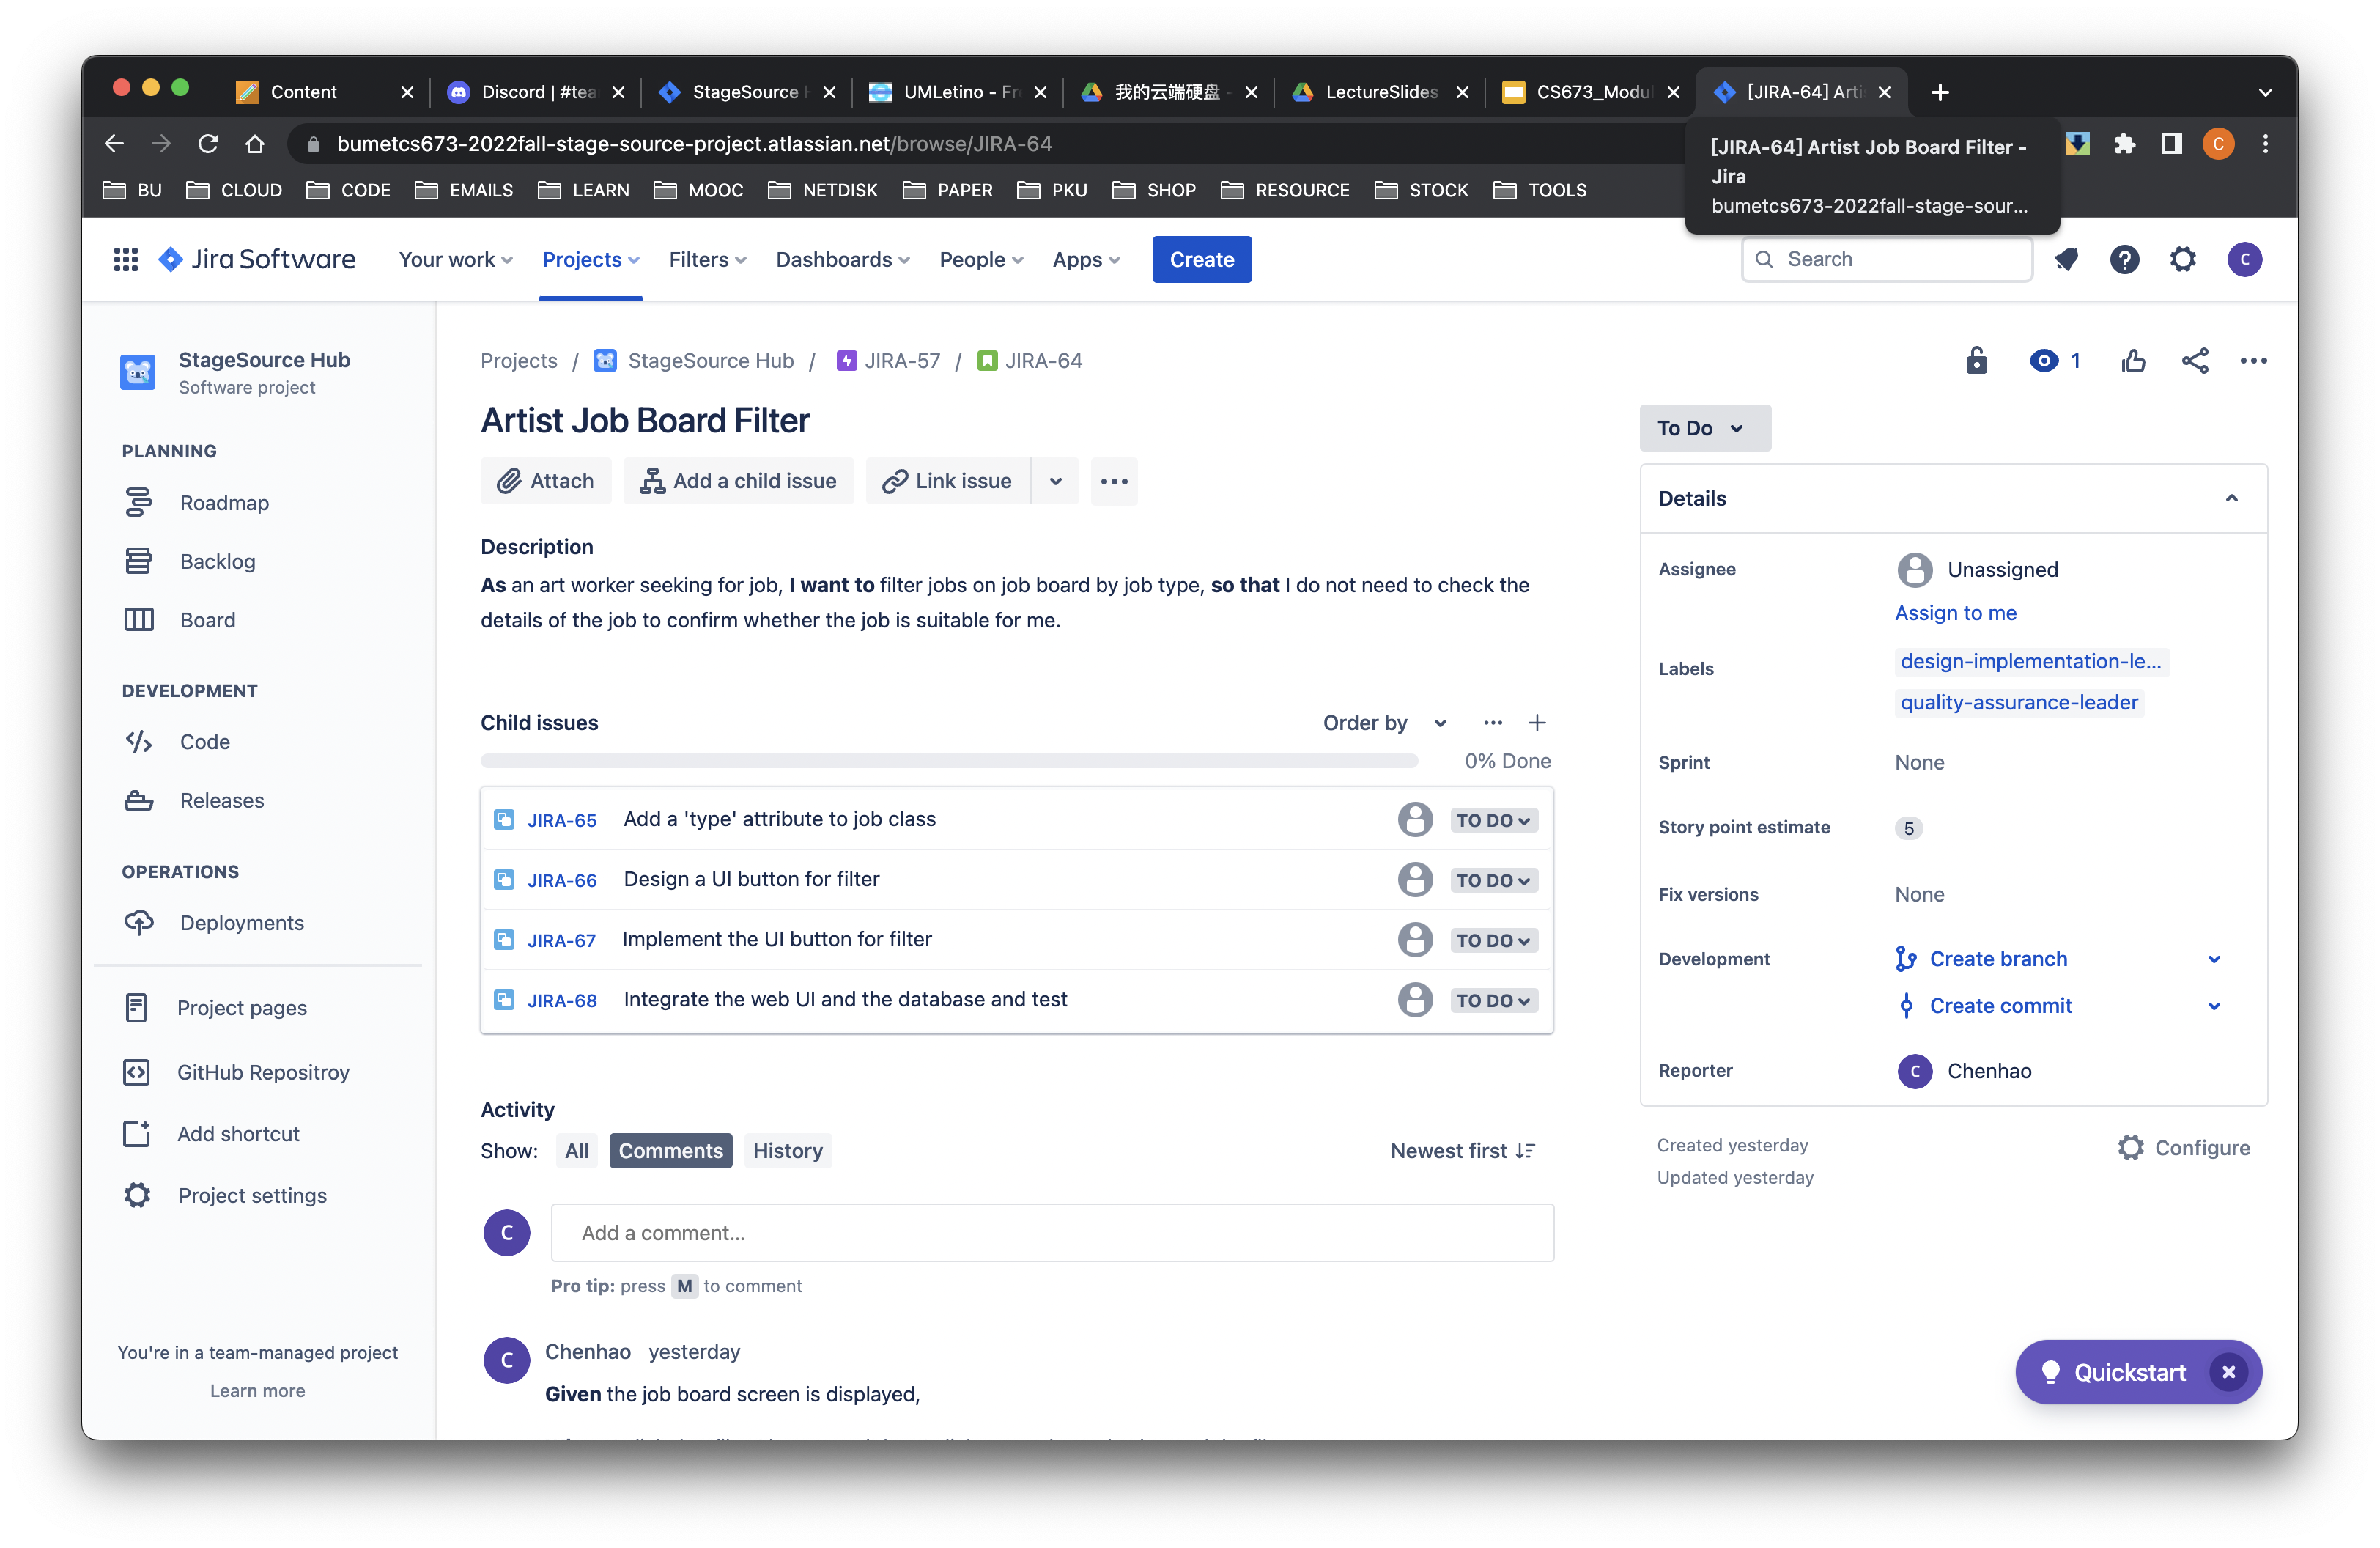 Content
Discord | #tea
StageSource
UMLetino - Fr
我的云端硬盘 -
LectureSlides
CS673_Modul
[JIRA-64] Arti
bumetcs673-2022fall-stage-source-project.atlassian.net/browse/JIRA-64
[JIRA-64] Artist Job Board Filter -
Jira
bumetcs673-2022fall-stage-sour...
C
BU
CLOUD
CODE
EMAILS
LEARN
MOOC
NETDISK
PAPER
PKU
SHOP
RESOURCE
STOCK
TOOLS
Jira Software
Your work
Projects
Filters
Dashboards
People
Apps
Create
Search
C
StageSource Hub
Software project
PLANNING
Roadmap
Backlog
Board
DEVELOPMENT
Code
Releases
OPERATIONS
Deployments
Project pages
GitHub Repositroy
Add shortcut
Project settings
You're in a team-managed project
Learn more
Projects / StageSource Hub / JIRA-57 / JIRA-64
1
Artist Job Board Filter
Attach
Add a child issue
Link issue
Description
As an art worker seeking for job, I want to filter jobs on job board by job type, so that I do not need to check the
details of the job to confirm whether the job is suitable for me.
Child issues
Order by
0% Done
JIRA-65 Add a 'type' attribute to job class TO DO
JIRA-66 Design a UI button for filter TO DO
JIRA-67 Implement the UI button for filter TO DO
JIRA-68 Integrate the web UI and the database and test TO DO
Activity
Show: All Comments History
Newest first
C
Add a comment...
Pro tip: press M to comment
C
Chenhao yesterday
Given the job board screen is displayed,
To Do
Details
Assignee
Unassigned
Assign to me
Labels
design-implementation-le...
quality-assurance-leader
Sprint
None
Story point estimate
5
Fix versions
None
Development
Create branch
Create commit
Reporter
C
Chenhao
Created yesterday
Updated yesterday
Configure
Quickstart